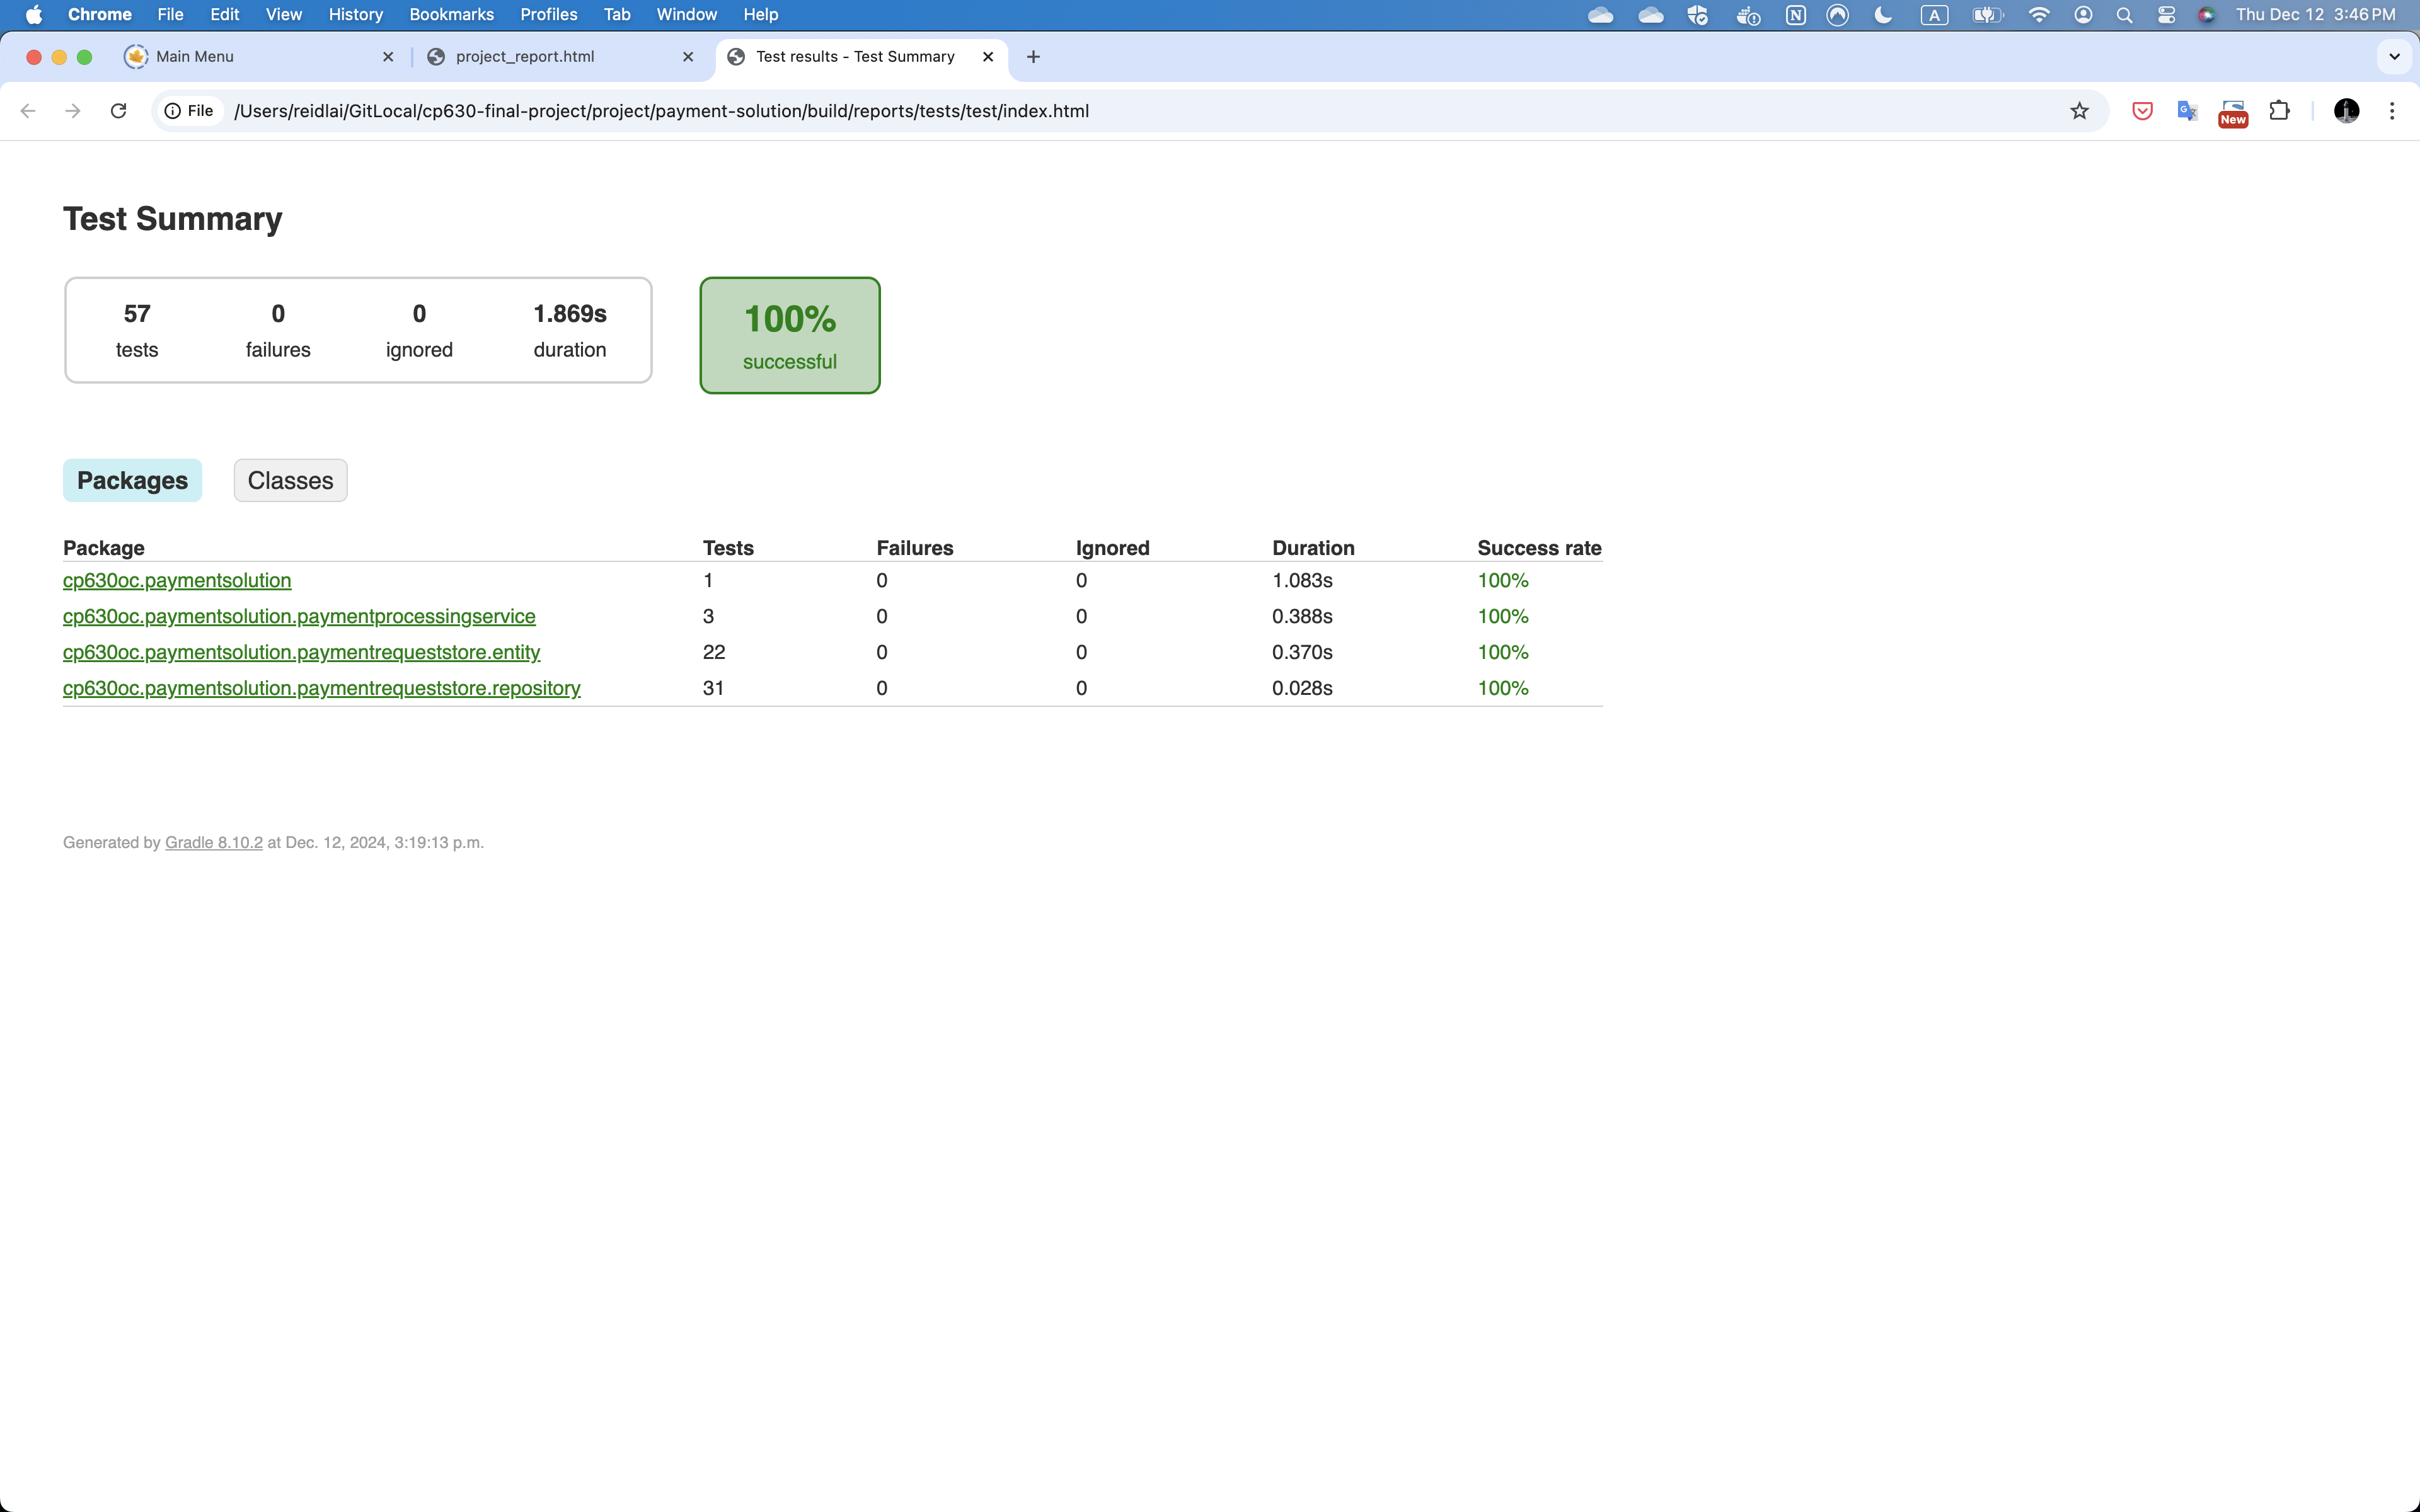 Chrome File Edit View History Bookmarks Profiles Tab Window Help N A Thu Dec 12 3:46 PM
Main Menu project_report.html Test results - Test Summary
File /Users/reidlai/GitLocal/cp630-final-project/project/payment-solution/build/reports/tests/test/index.html New
Test Summary
57 0 0 1.869s
tests failures ignored duration
100%
successful
Packages Classes
Package Tests Failures Ignored Duration Success rate
cp630oc.paymentsolution 1 0 0 1.083s 100%
cp630oc.paymentsolution.paymentprocessingservice 3 0 0 0.388s 100%
cp630oc.paymentsolution.paymentrequeststore.entity 22 0 0 0.370s 100%
cp630oc.paymentsolution.paymentrequeststore.repository 31 0 0 0.028s 100%
Generated by Gradle 8.10.2 at Dec. 12, 2024, 3:19:13 p.m.